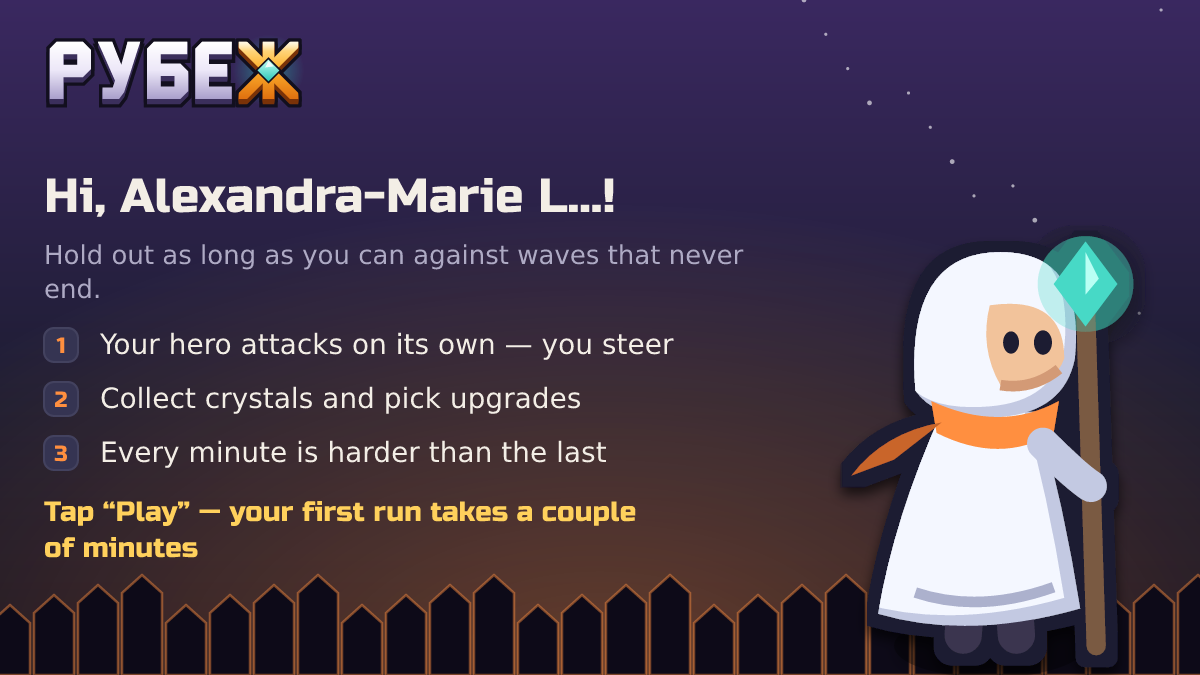 РУБЕЖ
Hi, Alexandra-Marie L...!
Hold out as long as you can against waves that never
end.
1 Your hero attacks on its own — you steer
2 Collect crystals and pick upgrades
3 Every minute is harder than the last
Tap “Play” — your first run takes a couple
of minutes